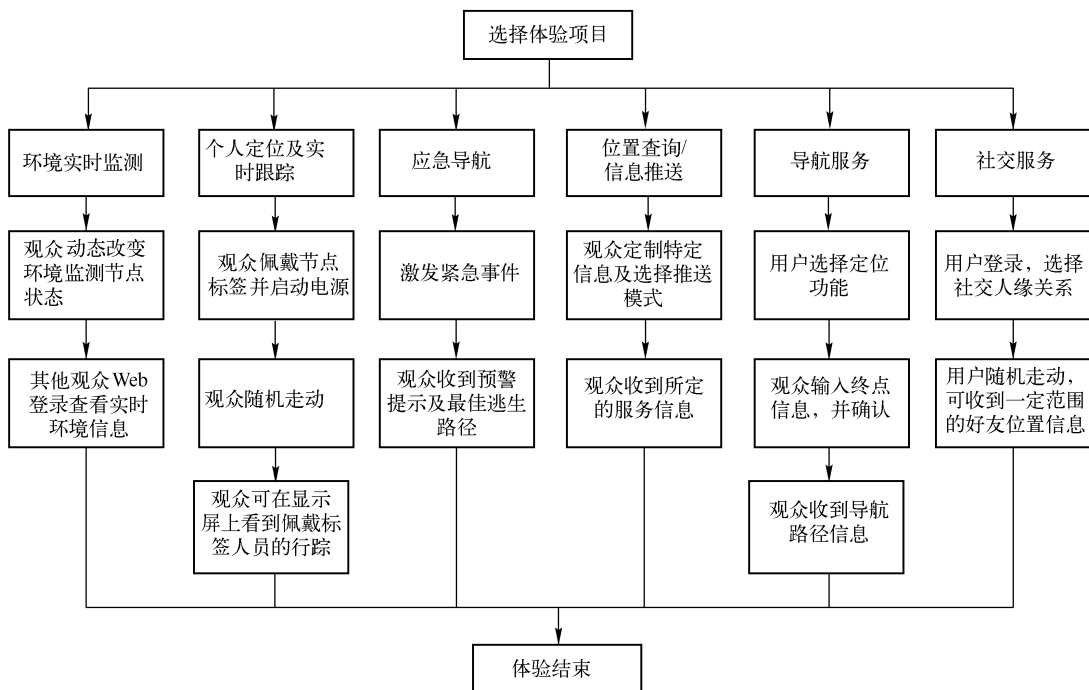 选择体验项目
环境实时监测
个人定位及实
时跟踪
应急导航
位置查询/
信息推送
导航服务
社交服务
观众动态改变
环境监测节点
状态
观众佩戴节点
标签并启动电源
激发紧急事件
观众定制特定
信息及选择推送
模式
用户选择定位
功能
用户登录，选择
社交人缘关系
其他观众Web
登录查看实时
环境信息
观众随机走动
观众收到预警
提示及最佳逃生
路径
观众收到所定
的服务信息
观众输入终点
信息，并确认
用户随机走动，
可收到一定范围
的好友位置信息
观众可在显示
屏上看到佩戴标
签人员的行踪
观众收到导航
路径信息
体验结束